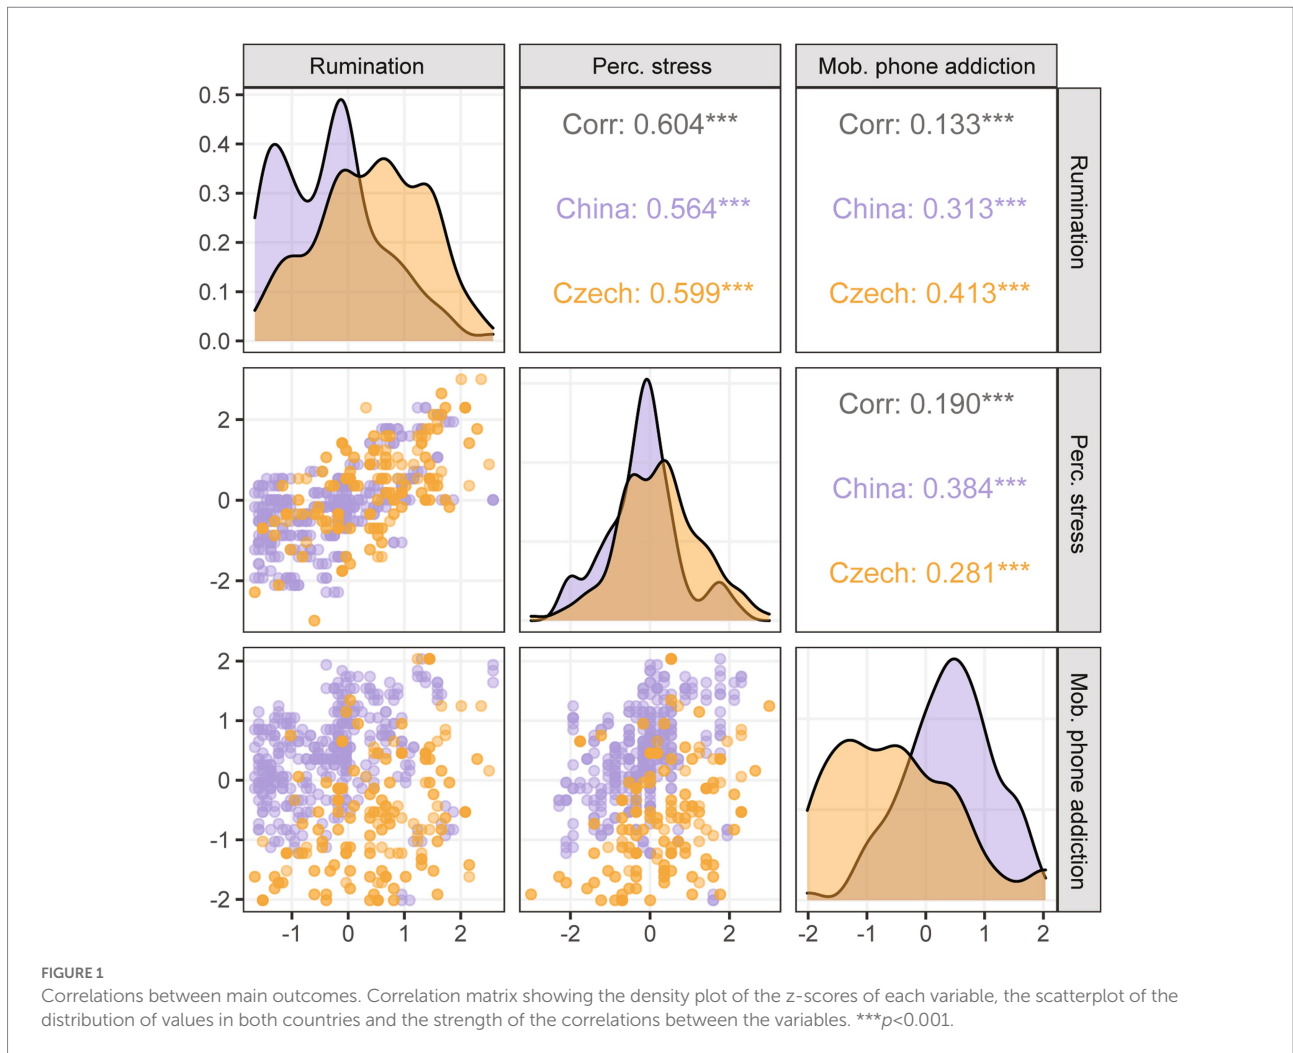 Rumination
Perc. stress
Mob. phone addiction
0.5
0.4
0.3
0.2
0.1
0.0
Corr: 0.604***
China: 0.564***
Czech: 0.599***
Corr: 0.133***
China: 0.313***
Czech: 0.413***
Rumination
2
0
-2
Corr: 0.190***
China: 0.384***
Czech: 0.281***
Perc. stress
2
1
0
-1
-2
Mob. phone addiction
-1 0 1 2
-2 0 2
-2 -1 0 1 2
FIGURE 1
Correlations between main outcomes. Correlation matrix showing the density plot of the z-scores of each variable, the scatterplot of the
distribution of values in both countries and the strength of the correlations between the variables. ***p<0.001.